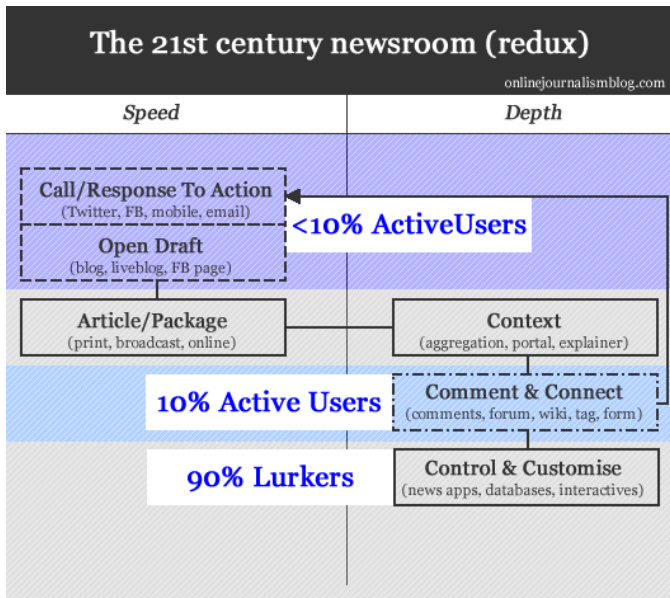 The 21st century newsroom (redux)
onlinejournalismblog.com
Speed
Depth
Call/Response To Action
(Twitter, FB, mobile, email)
<10% ActiveUsers
Open Draft
(blog, liveblog, FB page)
Article/Package
(print, broadcast, online)
Context
(aggregation, portal, explainer)
10% Active Users
Comment & Connect
(comments, forum, wiki, tag, form)
90% Lurkers
Control & Customise
(news apps, databases, interactives)